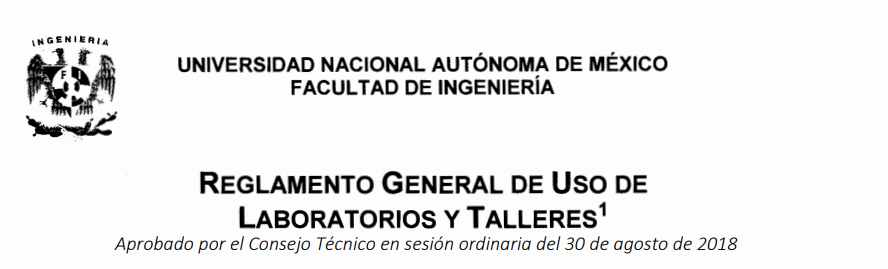 INGENIERIA
UNIVERSIDAD NACIONAL AUTÓNOMA DE MÉXICO
FACULTAD DE INGENIERÍA
F I
REGLAMENTO GENERAL DE USO DE
LABORATORIOS Y TALLERES¹
Aprobado por el Consejo Técnico en sesión ordinaria del 30 de agosto de 2018